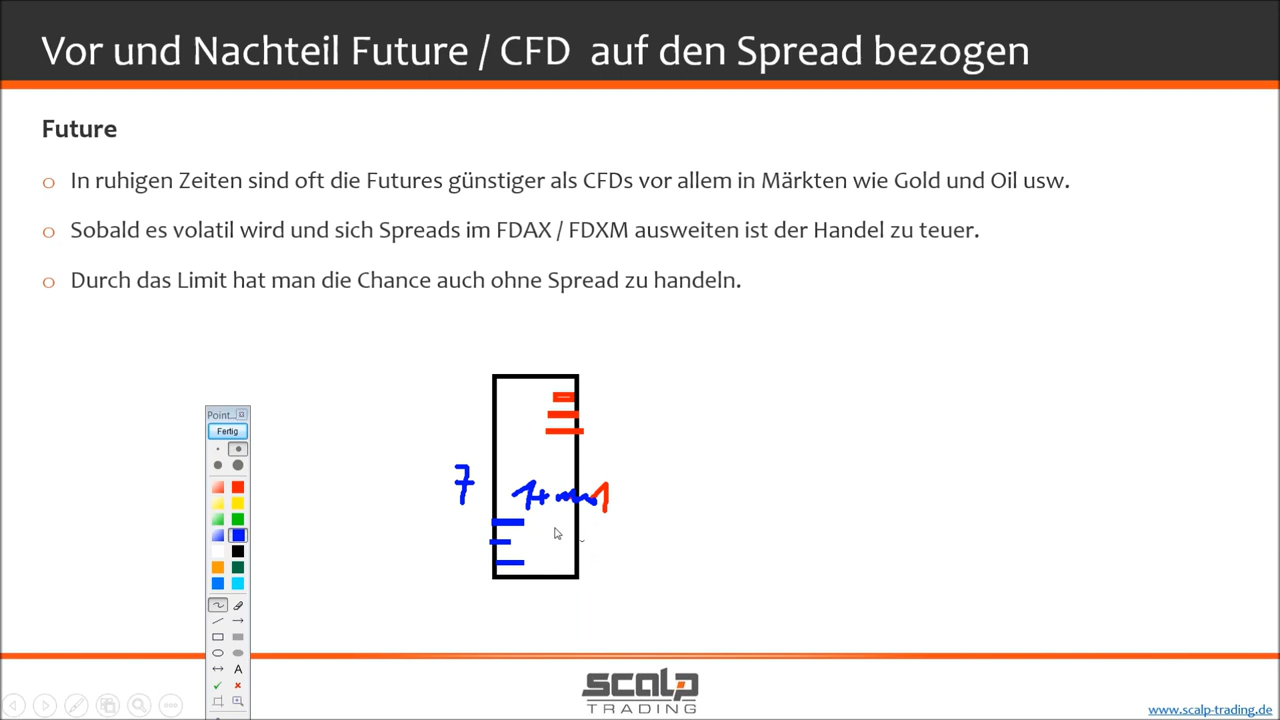 Vor und Nachteil Future / CFD auf den Spread bezogen
Future
o In ruhigen Zeiten sind oft die Futures günstiger als CFDs vor allem in Märkten wie Gold und Oil usw.
o Sobald es volatil wird und sich Spreads im FDAX / FDXM ausweiten ist der Handel zu teuer.
o Durch das Limit hat man die Chance auch ohne Spread zu handeln.
Point...
Fertig
7
1
A
SCALP
TRADING
www.scalp-trading.de